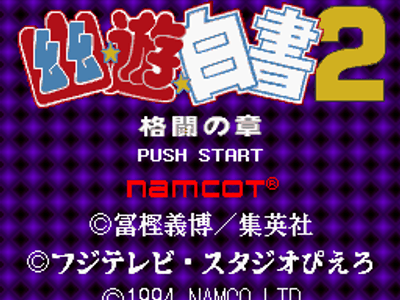 幽☆遊☆白書2
格闘の章
PUSH START
namcot®
©冨樫義博／集英社
©フジテレビ・スタジオぴえろ
©1994 NAMCO LTD